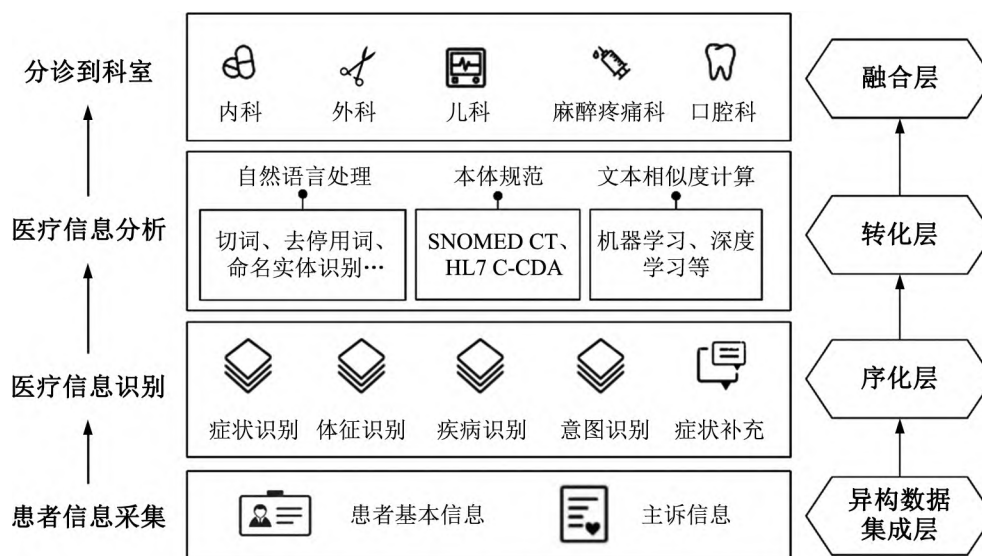 分诊到科室
内科 外科 儿科 麻醉疼痛科 口腔科
融合层
医疗信息分析
自然语言处理 本体规范 文本相似度计算
切词、去停用词、
命名实体识别…
SNOMED CT、
HL7 C-CDA
机器学习、深度
学习等
转化层
医疗信息识别
症状识别 体征识别 疾病识别 意图识别 症状补充
序化层
患者信息采集
患者基本信息 主诉信息
异构数据
集成层